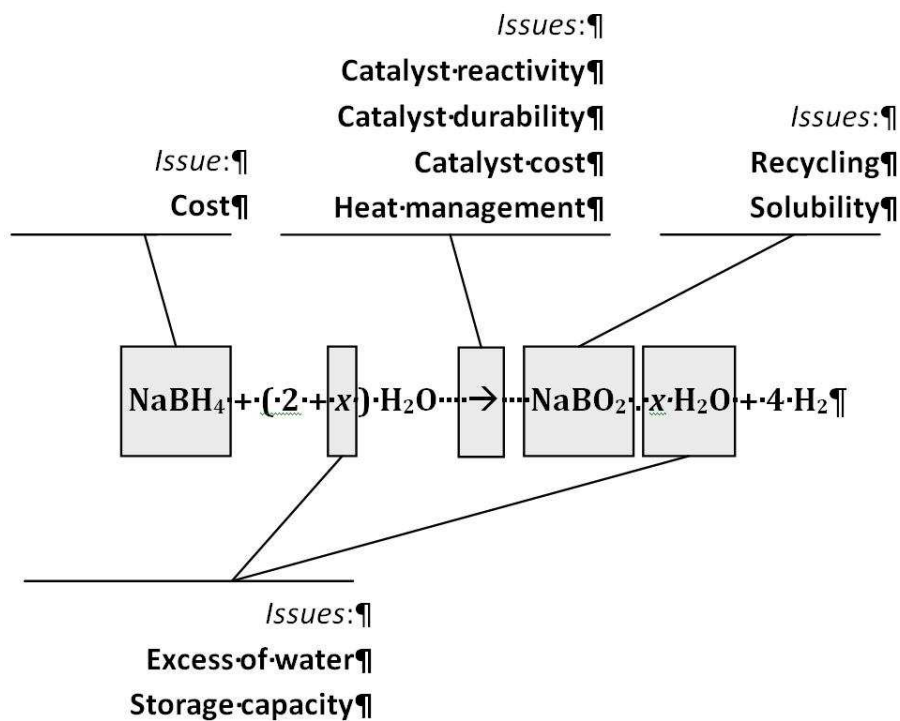 Issues:¶
Catalyst·reactivity¶
Catalyst·durability¶
Catalyst·cost¶
Heat·management¶
Issue:¶
Cost¶
Issues:¶
Recycling¶
Solubility¶
NaBH₄·+·(·2·+·x·)·H₂O····→····NaBO₂·.·x·H₂O·+·4·H₂¶
Issues:¶
Excess·of·water¶
Storage·capacity¶